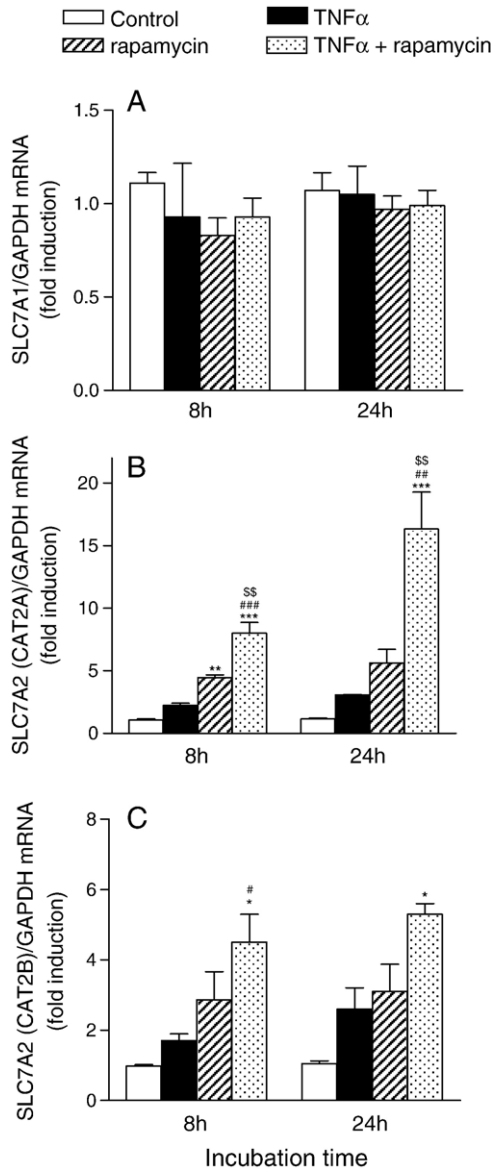 Control
TNFα
rapamycin
TNFα + rapamycin
A
SLC7A1/GAPDH mRNA
(fold induction)
1.5
1.0
0.5
0.0
8h
24h
B
SLC7A2 (CAT2A)/GAPDH mRNA
(fold induction)
20
15
10
5
0
**
$$
###
***
$$
##
***
8h
24h
C
SLC7A2 (CAT2B)/GAPDH mRNA
(fold induction)
8
6
4
2
0
#
*
*
8h
24h
Incubation time